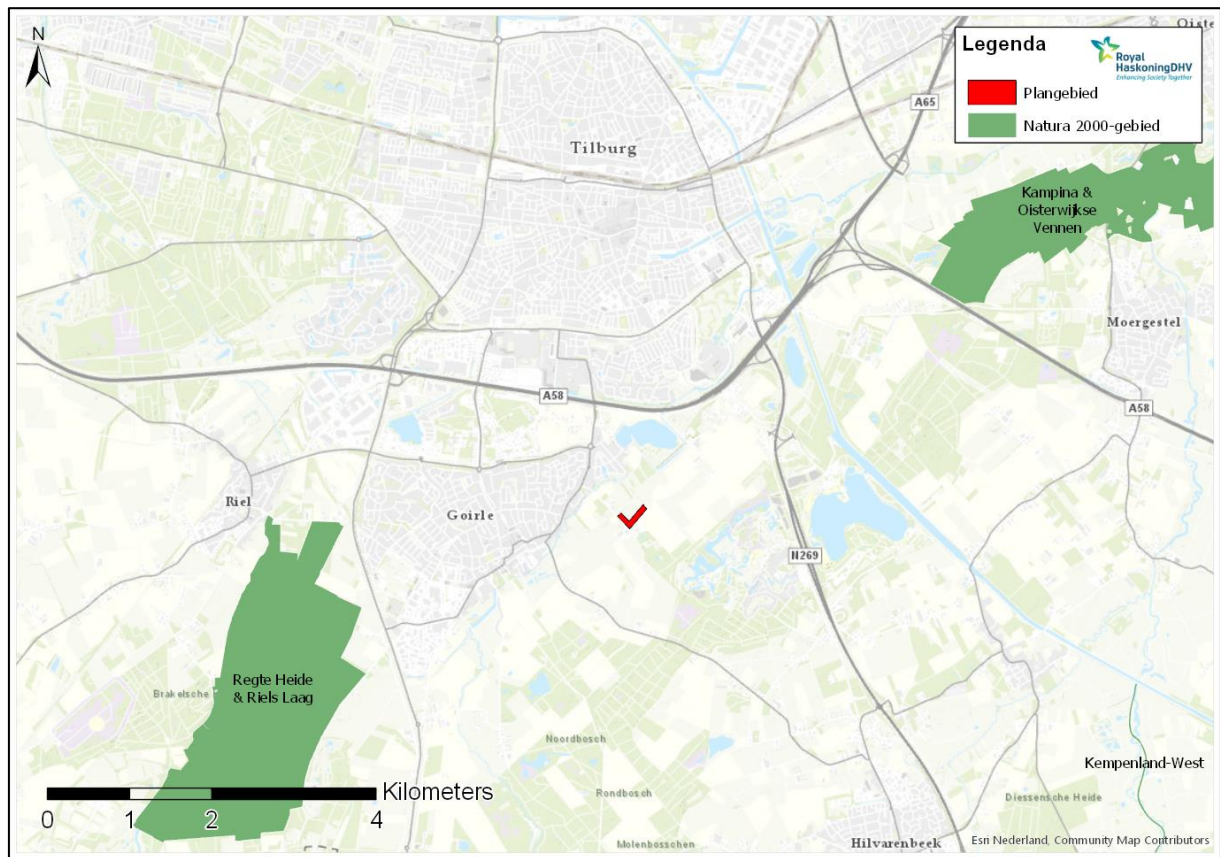 N
Oiste
Legenda
Royal
HaskoningDHV
Enhancing Society Together
Plangebied
Natura 2000-gebied
A65
Tilburg
Kampina &
Oisterwijkse
Vennen
Moergestel
A58
A58
Riel
Goirle
N269
Regte Heide
& Riels Laag
Brakelsche
Noordbosch
Kempenland-West
Kilometers
0 1 2 4
Rondbosch
Diessensche Heide
Molenbosschen
Hilvarenbeek
Esri Nederland, Community Map Contributors